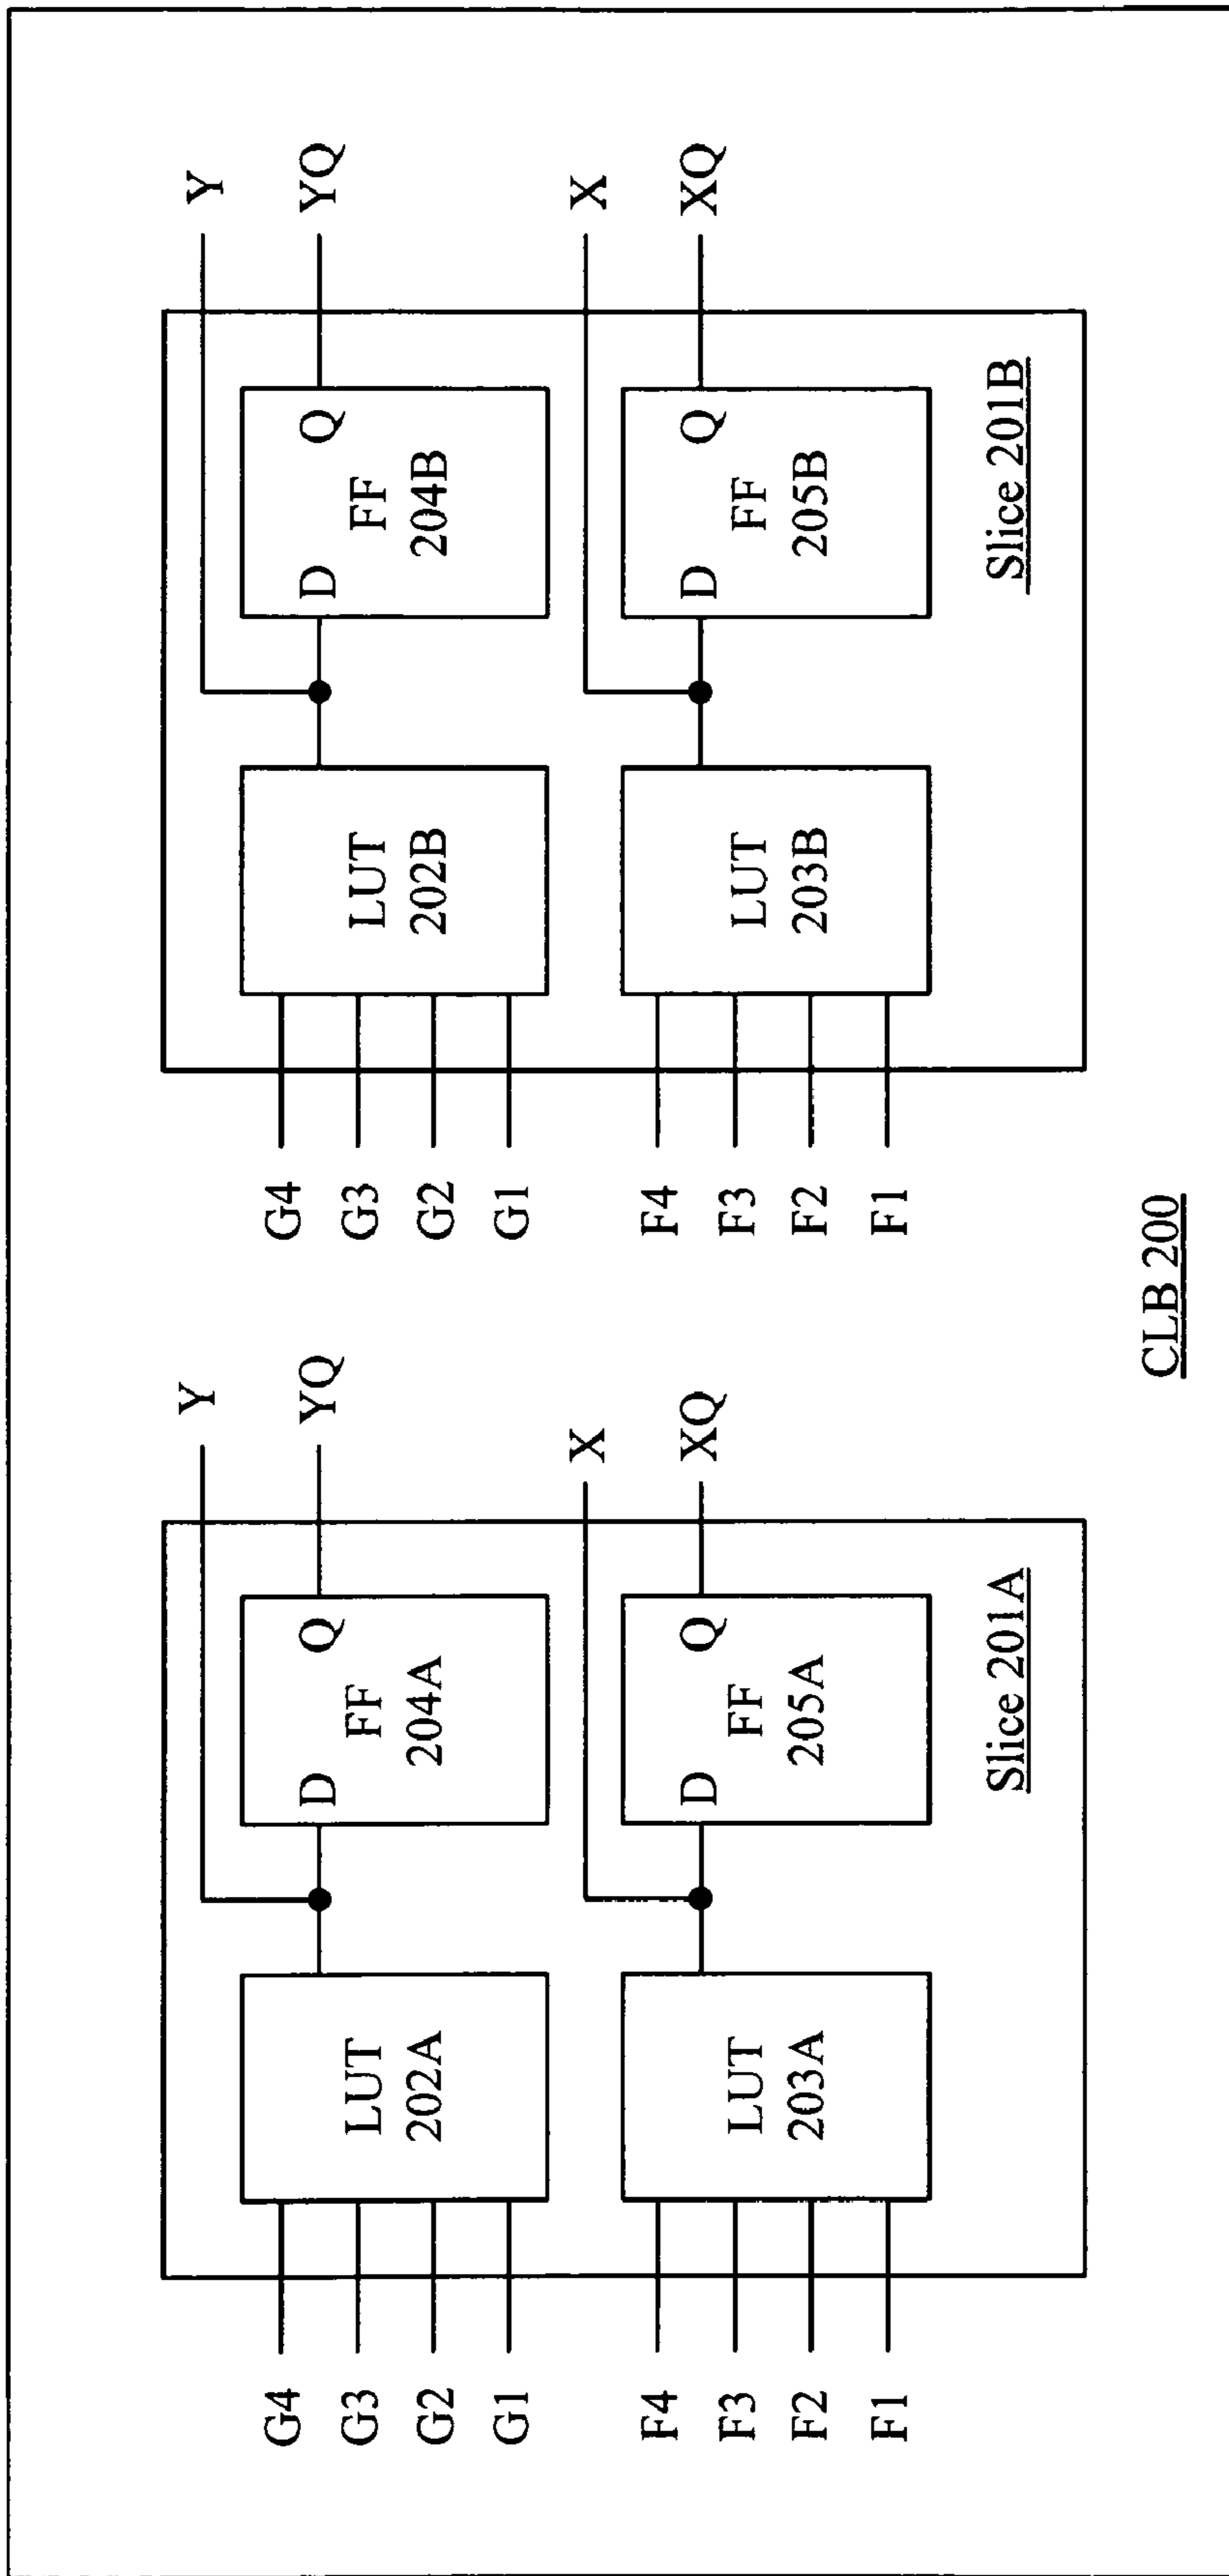 G4
G3
G2
G1
F4
F3
F2
F1
LUT
202A
LUT
203A
D
Q
FF
204A
D
Q
FF
205A
Y
YQ
X
XQ
Slice 201A
G4
G3
G2
G1
F4
F3
F2
F1
LUT
202B
LUT
203B
D
Q
FF
204B
D
Q
FF
205B
Y
YQ
X
XQ
Slice 201B
CLB 200